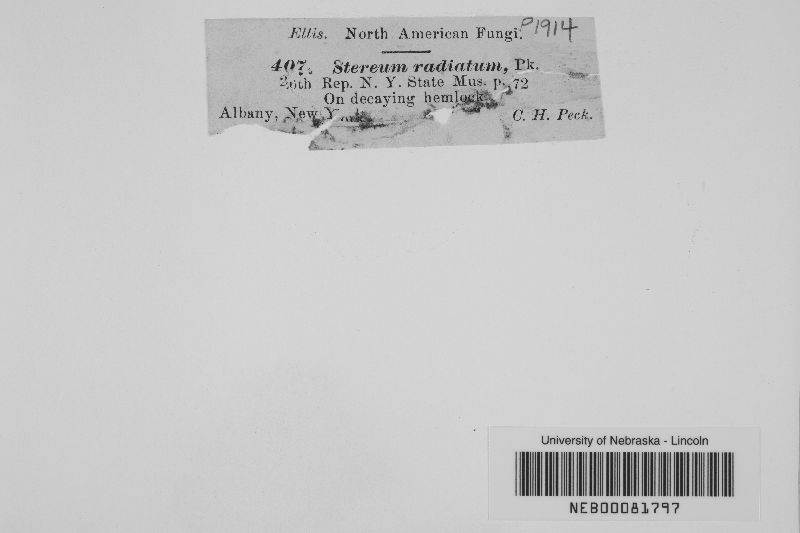 Ellis. North American Fungi. P1914
407. Stereum radiatum, Pk.
26th Rep. N. Y. State Mus. p. 72
On decaying hemlock.
Albany, New York. C. H. Peck.
University of Nebraska - Lincoln
NEB00081797